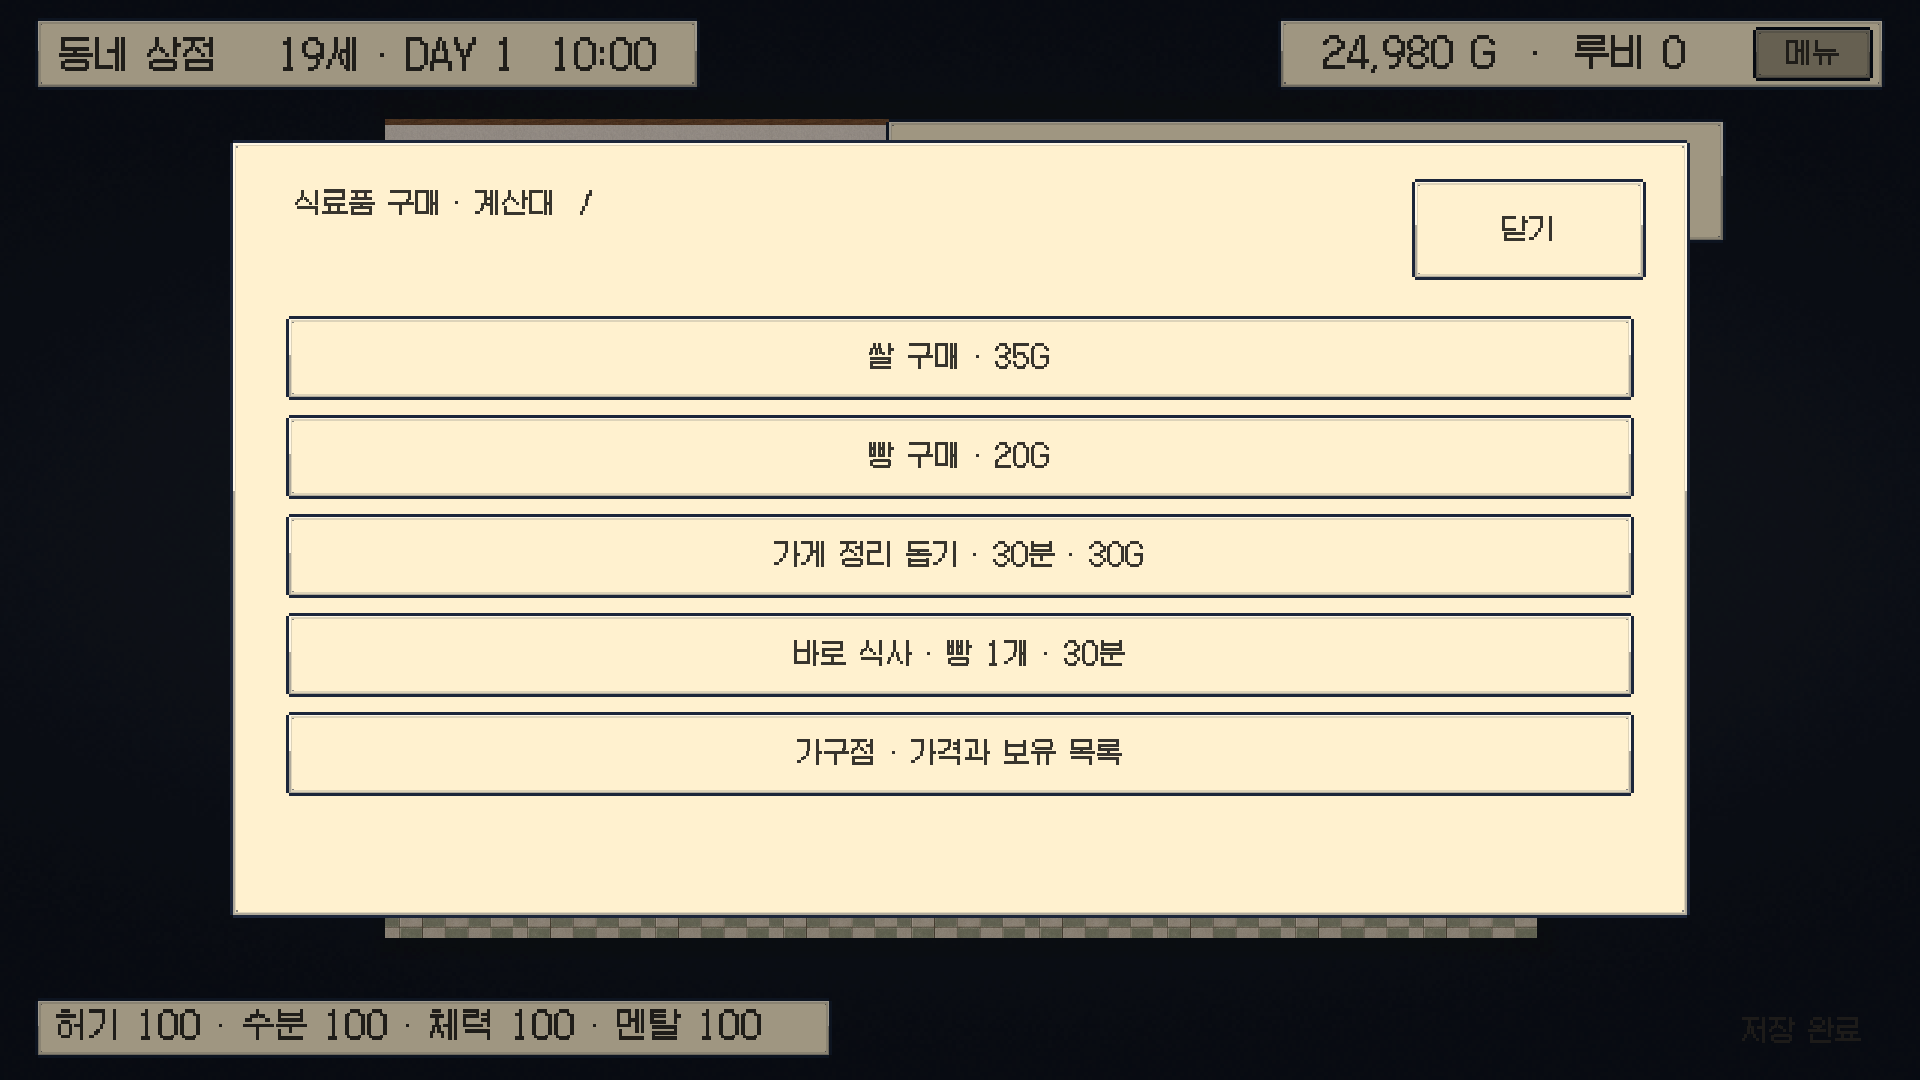 동네 상점 19세 · DAY 1 10:00
24,980 G · 루비 0
메뉴
식료품 구매 · 계산대 /
닫기
쌀 구매 · 35G
빵 구매 · 20G
가게 정리 돕기 · 30분 · 30G
바로 식사 · 빵 1개 · 30분
가구점 · 가격과 보유 목록
허기 100 · 수분 100 · 체력 100 · 멘탈 100
저장 완료